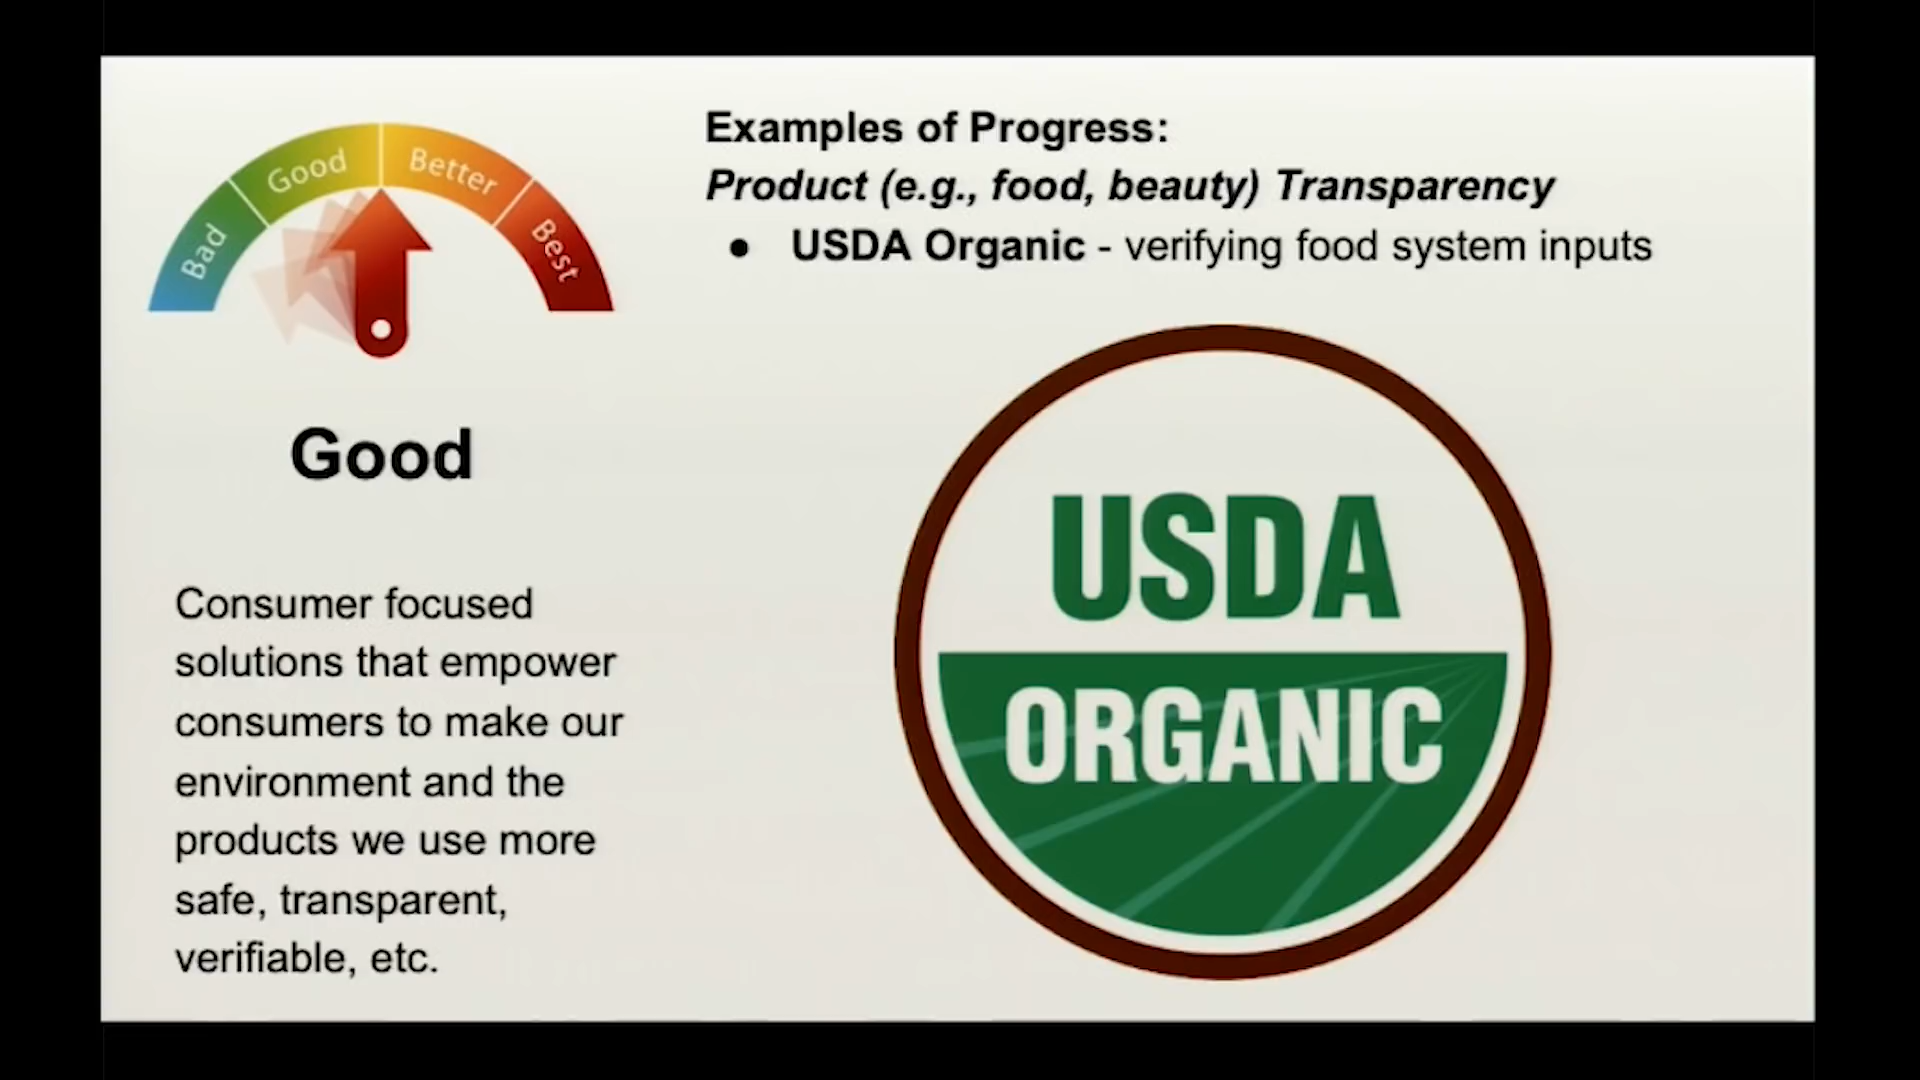 Bad
Good
Better
Best
Good
Consumer focused
solutions that empower
consumers to make our
environment and the
products we use more
safe, transparent,
verifiable, etc.
Examples of Progress:
Product (e.g., food, beauty) Transparency
● USDA Organic - verifying food system inputs
USDA
ORGANIC